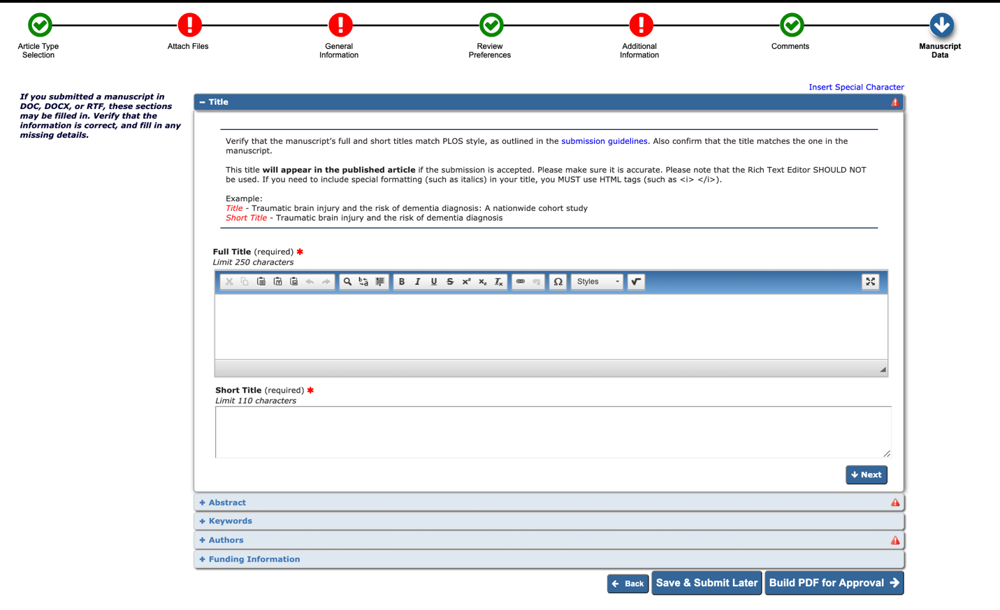 Article Type
Selection
Attach Files
General
Information
Review
Preferences
Additional
Information
Comments
Manuscript
Data
If you submitted a manuscript in
DOC, DOCX, or RTF, these sections
may be filled in. Verify that the
information is correct, and fill in any
missing details.
Insert Special Character
Title
Verify that the manuscript's full and short titles match PLOS style, as outlined in the submission guidelines. Also confirm that the title matches the one in the
manuscript.
This title will appear in the published article if the submission is accepted. Please make sure it is accurate. Please note that the Rich Text Editor SHOULD NOT
be used. If you need to include special formatting (such as italics) in your title, you MUST use HTML tags (such as <i> </i>).
Example:
Title - Traumatic brain injury and the risk of dementia diagnosis: A nationwide cohort study
Short Title - Traumatic brain injury and the risk of dementia diagnosis
Full Title (required) *
Limit 250 characters
B I U S x² x₂ Tx Ω Styles √
Short Title (required) *
Limit 110 characters
Next
+ Abstract
+ Keywords
+ Authors
+ Funding Information
Back Save & Submit Later Build PDF for Approval